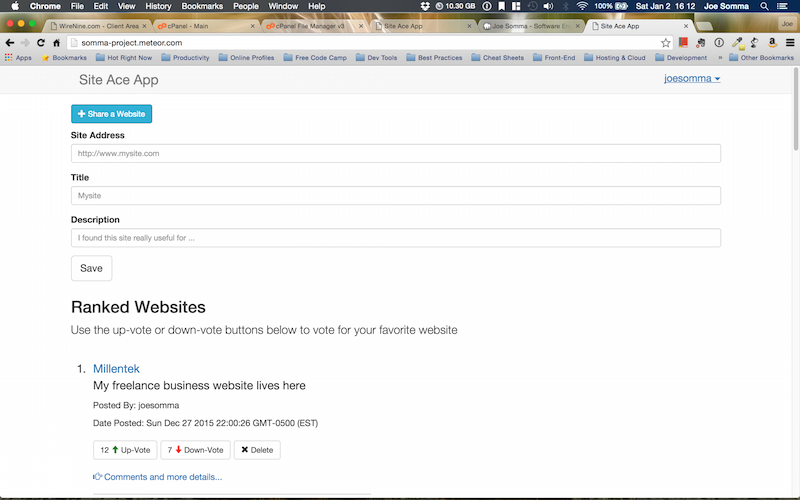 Chrome File Edit View History Bookmarks People Window Help 10.30 GB 100% Sat Jan 2 16 12 Joe Somma
WireNine.com - Client Area cPanel - Main cPanel File Manager v3 Site Ace App Joe Somma - Software Site Ace App Joe
somma-project.meteor.com
Apps Bookmarks Hot Right Now Productivity Online Profiles Free Code Camp Dev Tools Best Practices Cheat Sheets Front-End Hosting & Cloud Development » Other Bookmarks
Site Ace App joesomma
Share a Website
Site Address
http://www.mysite.com
Title
Mysite
Description
I found this site really useful for ...
Save
Ranked Websites
Use the up-vote or down-vote buttons below to vote for your favorite website
1. Millentek
My freelance business website lives here
Posted By: joesomma
Date Posted: Sun Dec 27 2015 22:00:26 GMT-0500 (EST)
12 Up-Vote 7 Down-Vote Delete
Comments and more details...